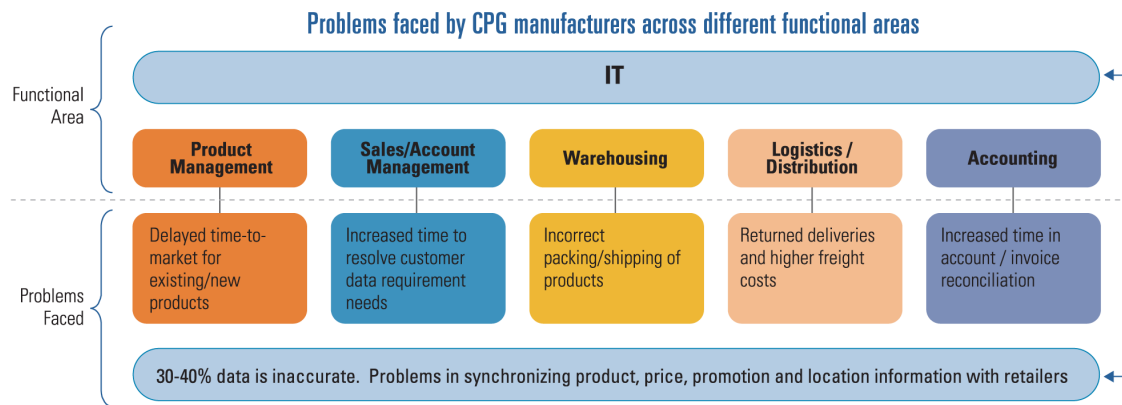 Problems faced by CPG manufacturers across different functional areas
Functional
Area
IT
Product
Management
Sales/Account
Management
Warehousing
Logistics /
Distribution
Accounting
Problems
Faced
Delayed time-to-
market for
existing/new
products
Increased time to
resolve customer
data requirement
needs
Incorrect
packing/shipping of
products
Returned deliveries
and higher freight
costs
Increased time in
account / invoice
reconciliation
30-40% data is inaccurate. Problems in synchronizing product, price, promotion and location information with retailers